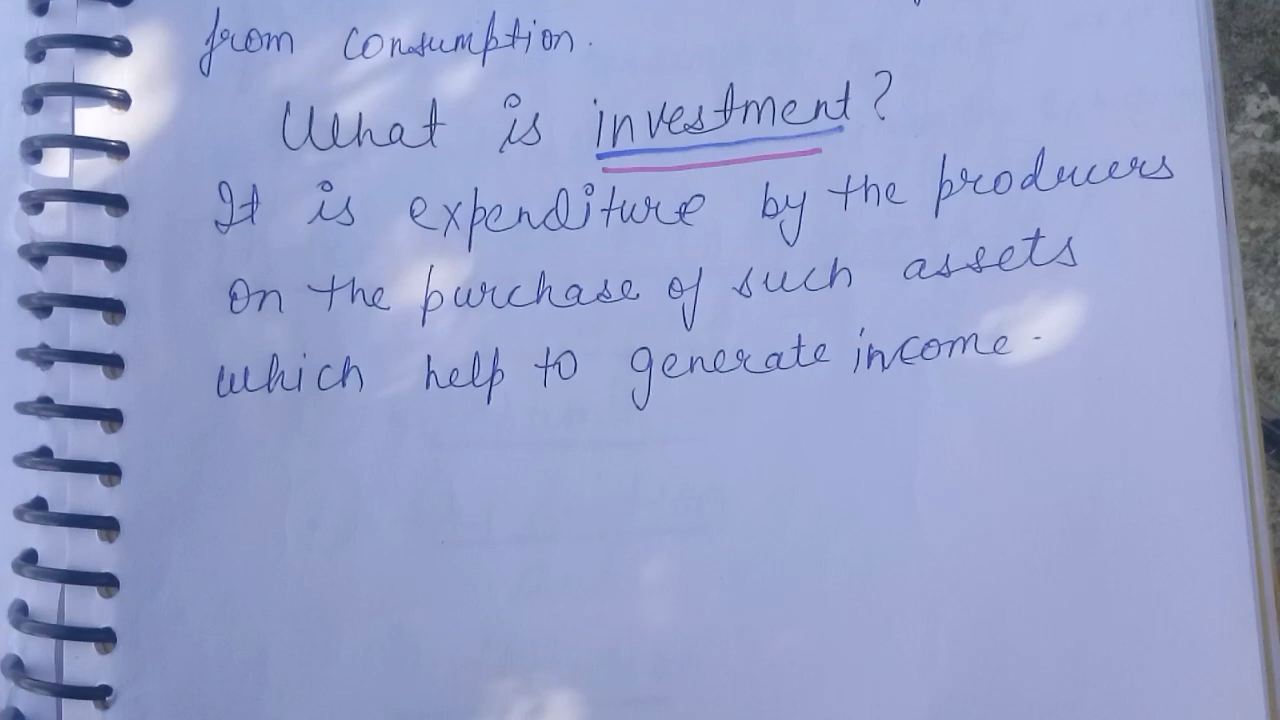 from consumption.
What is investment?
It is expenditure by the producers
on the purchase of such assets
which help to generate income.